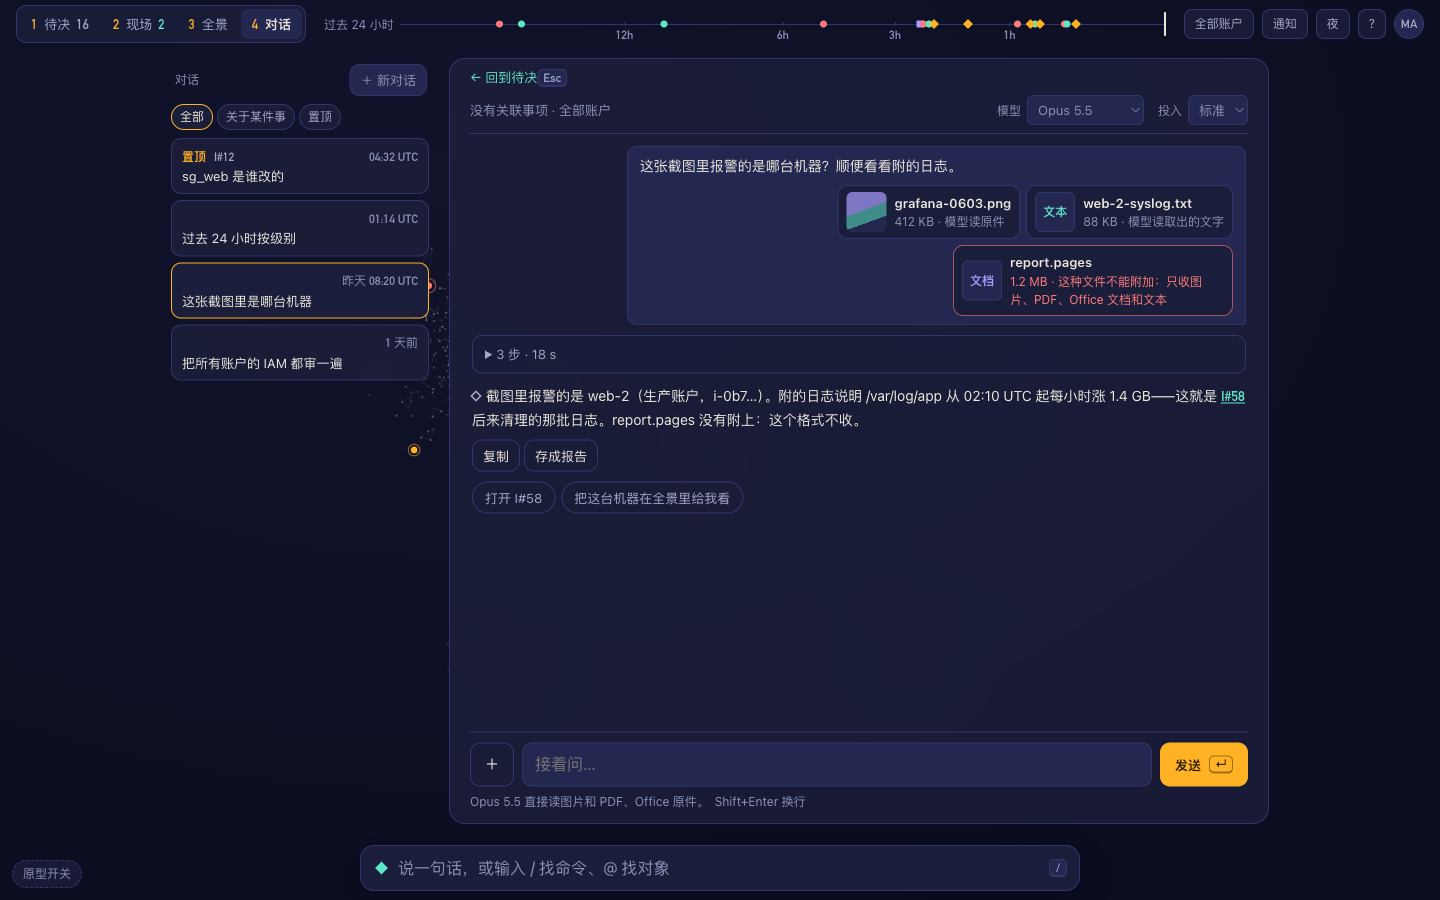 1 待决 16 2 现场 2 3 全景 4 对话
过去 24 小时
12h 6h 3h 1h
全部账户 通知 夜 ? MA
对话 + 新对话
全部 关于某件事 置顶
置顶 I#12 04:32 UTC
sg_web 是谁改的
01:14 UTC
过去 24 小时按级别
昨天 08:20 UTC
这张截图里是哪台机器
1 天前
把所有账户的 IAM 都审一遍
← 回到待决 Esc
没有关联事项 · 全部账户
模型 Opus 5.5 投入 标准
这张截图里报警的是哪台机器？顺便看看附的日志。
grafana-0603.png
412 KB · 模型读原件
文本 web-2-syslog.txt
88 KB · 模型读取出的文字
文档 report.pages
1.2 MB · 这种文件不能附加：只收图
片、PDF、Office 文档和文本
▶ 3 步 · 18 s
◇ 截图里报警的是 web-2（生产账户，i-0b7…）。附的日志说明 /var/log/app 从 02:10 UTC 起每小时涨 1.4 GB——这就是 I#58
后来清理的那批日志。report.pages 没有附上：这个格式不收。
复制 存成报告
打开 I#58 把这台机器在全景里给我看
+ 接着问… 发送 ↵
Opus 5.5 直接读图片和 PDF、Office 原件。 Shift+Enter 换行
说一句话，或输入 / 找命令、@ 找对象 /
原型开关